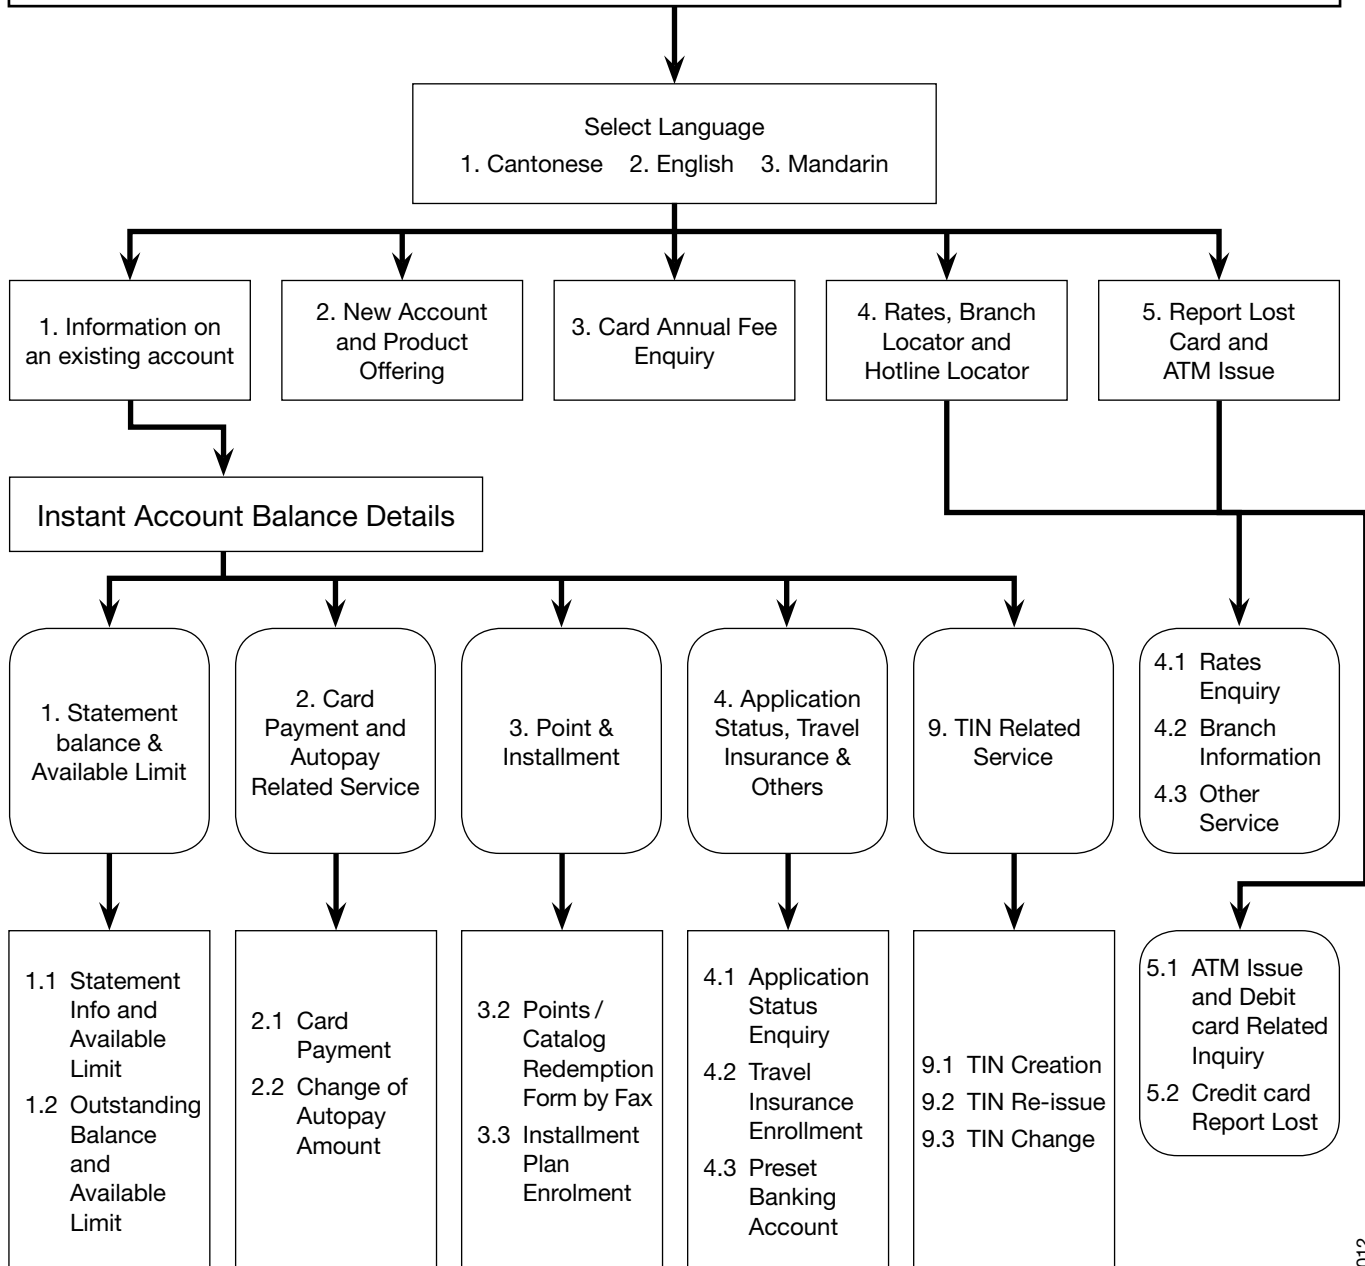 Select Language
1. Cantonese 2. English 3. Mandarin
1. Information on
an existing account
2. New Account
and Product
Offering
3. Card Annual Fee
Enquiry
4. Rates, Branch
Locator and
Hotline Locator
5. Report Lost
Card and
ATM Issue
Instant Account Balance Details
1. Statement
balance &
Available Limit
2. Card
Payment and
Autopay
Related Service
3. Point &
Installment
4. Application
Status, Travel
Insurance &
Others
9. TIN Related
Service
4.1 Rates
Enquiry
4.2 Branch
Information
4.3 Other
Service
1.1 Statement
Info and
Available
Limit
1.2 Outstanding
Balance
and
Available
Limit
2.1 Card
Payment
2.2 Change of
Autopay
Amount
3.2 Points /
Catalog
Redemption
Form by Fax
3.3 Installment
Plan
Enrolment
4.1 Application
Status
Enquiry
4.2 Travel
Insurance
Enrollment
4.3 Preset
Banking
Account
9.1 TIN Creation
9.2 TIN Re-issue
9.3 TIN Change
5.1 ATM Issue
and Debit
card Related
Inquiry
5.2 Credit card
Report Lost